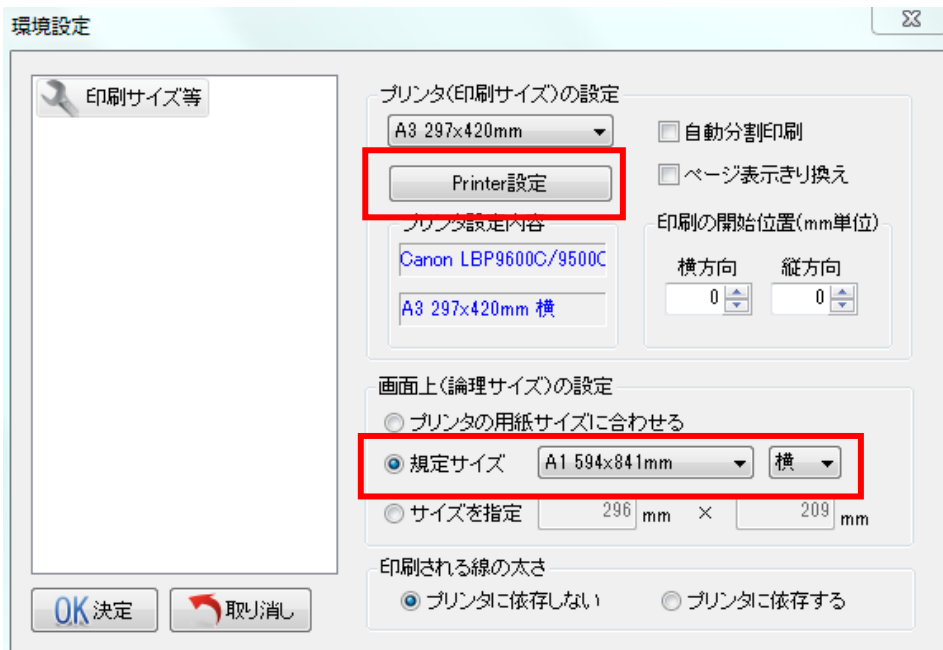 環境設定
印刷サイズ等
プリンタ(印刷サイズ)の設定
A3 297x420mm
自動分割印刷
Printer設定
ページ表示きり換え
プリンタ設定内容
印刷の開始位置(mm単位)
Canon LBP9600C/9500C
横方向 縦方向
A3 297x420mm 横
0 0
画面上(論理サイズ)の設定
プリンタの用紙サイズに合わせる
規定サイズ A1 594x841mm 横
サイズを指定 296 mm × 209 mm
印刷される線の太さ
プリンタに依存しない プリンタに依存する
OK 決定 取り消し